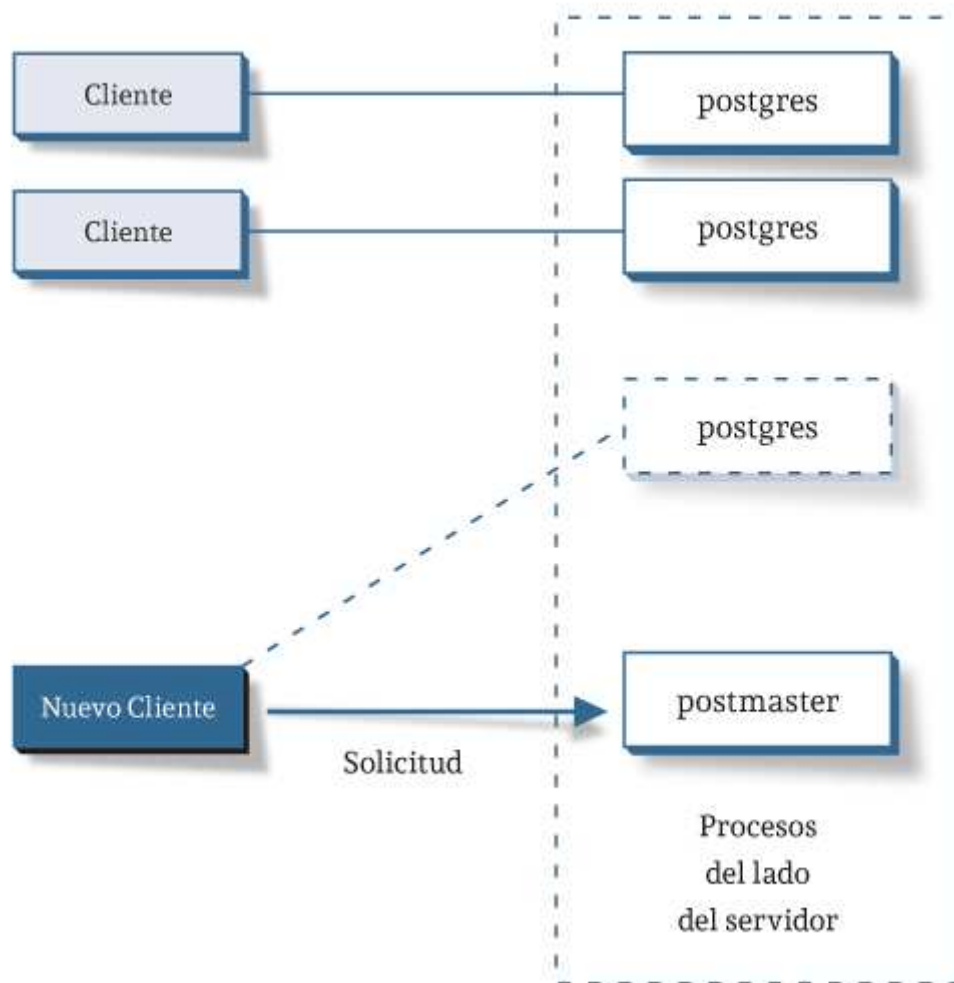 Cliente
postgres
Cliente
postgres
postgres
Nuevo Cliente
postmaster
Solicitud
Procesos
del lado
del servidor